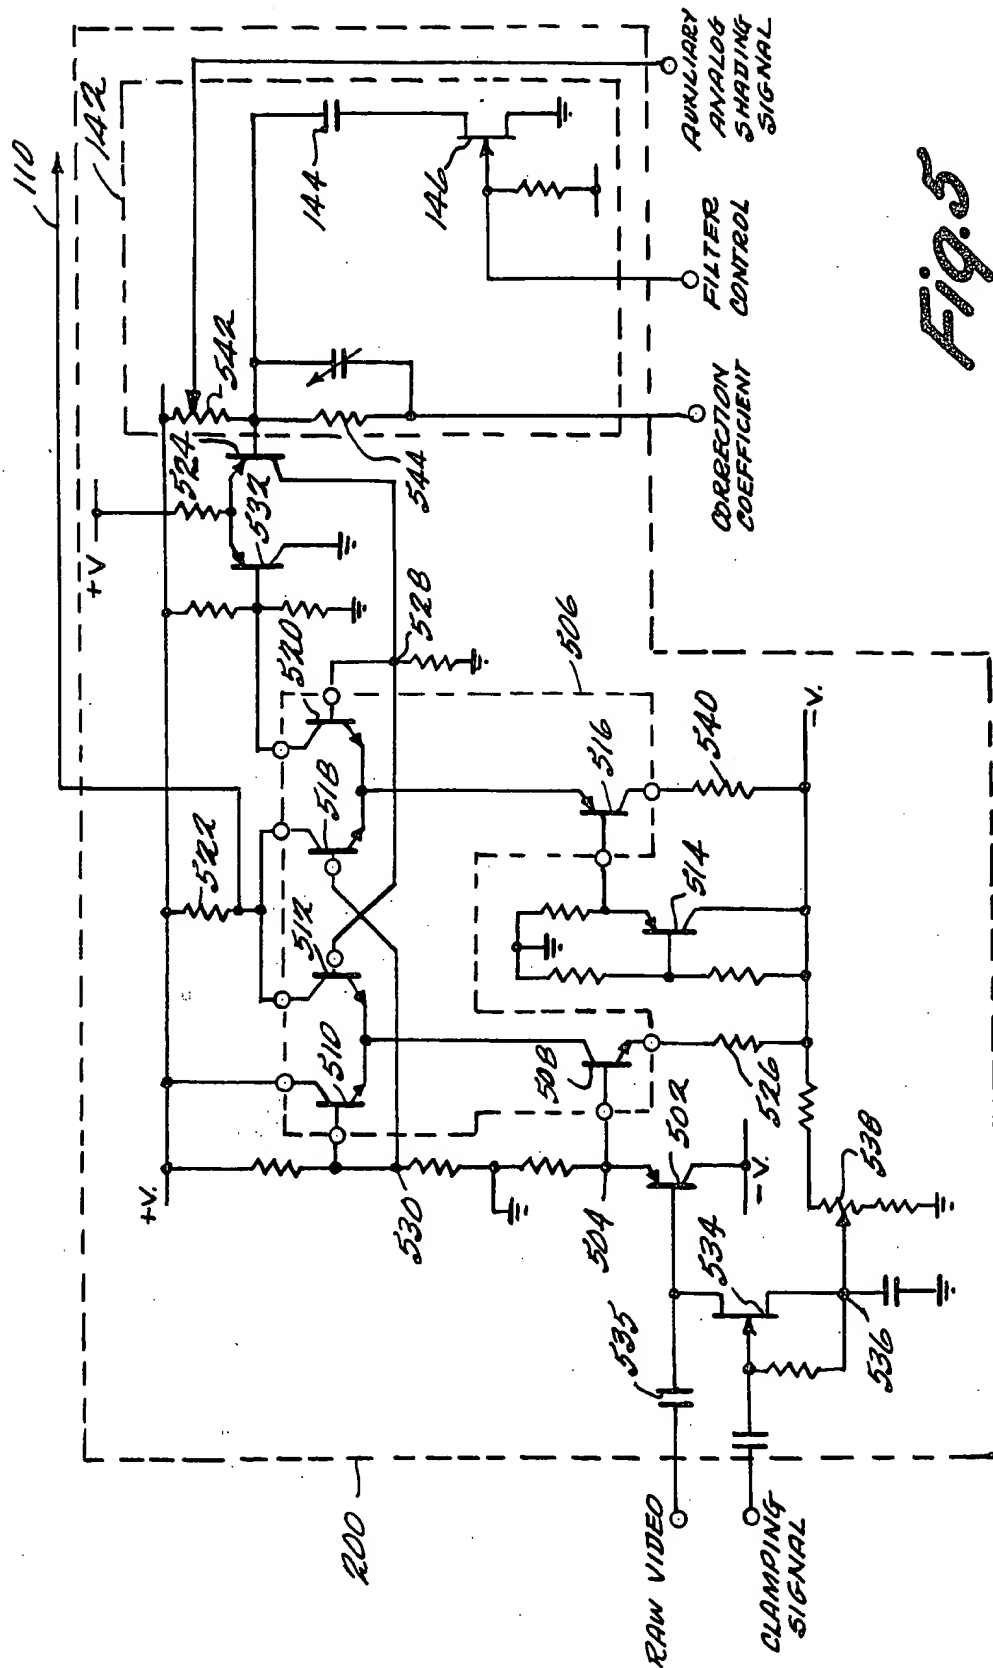 110
142
+V
AUXILIARY
ANALOG
SHADING
SIGNAL
144
146
FILTER
CONTROL
CORRECTION
COEFFICIENT
542
524
532
544
528
520
506
522
518
512
510
516
540
-V.
514
508
526
502
-V.
+V.
530
504
534
538
535
536
200
RAW VIDEO
CLAMPING
SIGNAL
Fig.5